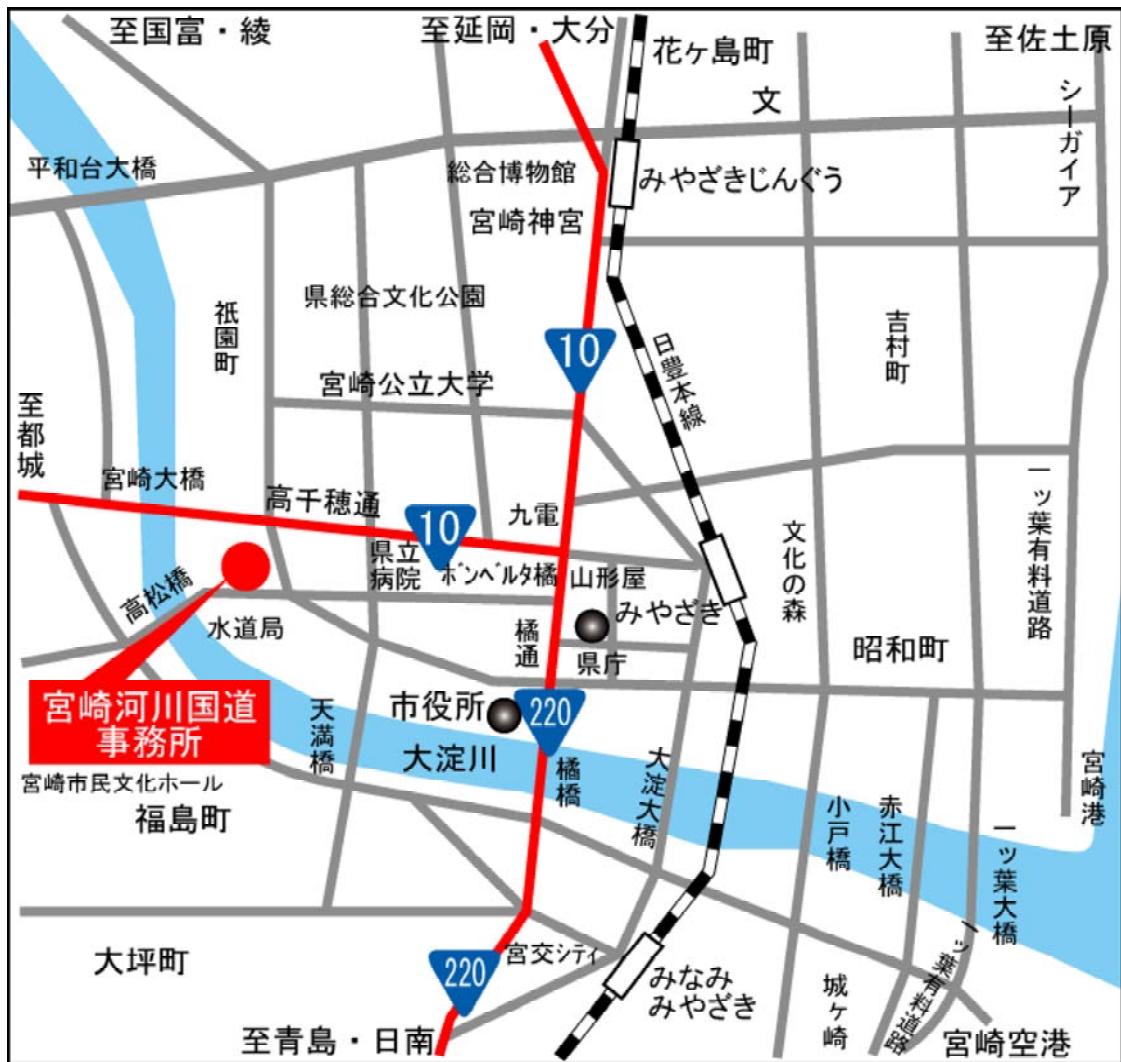 至国富・綾
至延岡・大分
花ヶ島町
至佐土原
文
シーガイア
平和台大橋
総合博物館
みやざきじんぐう
宮崎神宮
県総合文化公園
祇園町
10
吉村町
日豊本線
宮崎公立大学
至都城
宮崎大橋
高千穂通
九電
10
一ッ葉有料道路
文化の森
県立
病院
ボンベルタ橘
山形屋
高松橋
みやざき
水道局
橘通
県庁
昭和町
宮崎河川国道
事務所
天満橋
市役所
220
大淀川
橘橋
大淀大橋
宮崎港
宮崎市民文化ホール
福島町
小戸橋
赤江大橋
一ッ葉大橋
大坪町
宮交シティ
220
みなみ
みやざき
城ヶ崎
一ッ葉有料道路
至青島・日南
宮崎空港